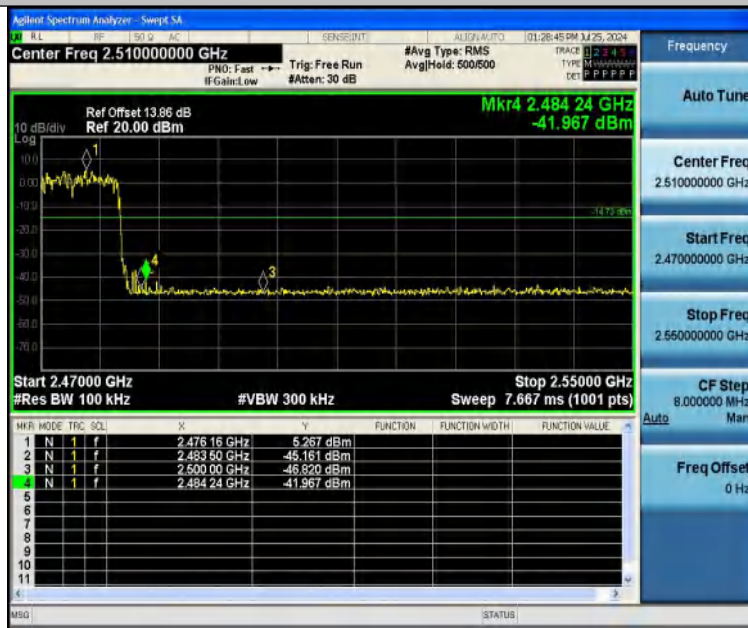 Agilent Spectrum Analyzer - Swept SA
RL RF 50 Ω AC SENSE:INT ALIGN AUTO 01:28:45 PM Jul 25, 2024
Center Freq 2.510000000 GHz
PNO: Fast
IFGain:Low
Trig: Free Run
#Atten: 30 dB
#Avg Type: RMS
Avg|Hold: 500/500
TRACE 1 2 3 4 5
TYPE M
DET P P P P P P
Ref Offset 13.86 dB
10 dB/div Ref 20.00 dBm
Log
Mkr4 2.484 24 GHz
-41.967 dBm
10.0
0.00
-20.0
-30.0
-40.0
-60.0
-70.0
1
4
3
Start 2.47000 GHz Stop 2.55000 GHz
#Res BW 100 kHz #VBW 300 kHz Sweep 7.667 ms (1001 pts)
MKR MODE TRC SCL X Y FUNCTION FUNCTION WIDTH FUNCTION VALUE
1 N 1 f 2.476 16 GHz 5.267 dBm
2 N 1 f 2.483 50 GHz -45.161 dBm
3 N 1 f 2.500 00 GHz -46.820 dBm
4 N 1 f 2.484 24 GHz -41.967 dBm
5
6
7
8
9
10
11
MSG STATUS
Frequency
Auto Tune
Center Freq
2.510000000 GHz
Start Freq
2.470000000 GHz
Stop Freq
2.550000000 GHz
CF Step
8.000000 MHz
Auto Man
Freq Offset
0 Hz